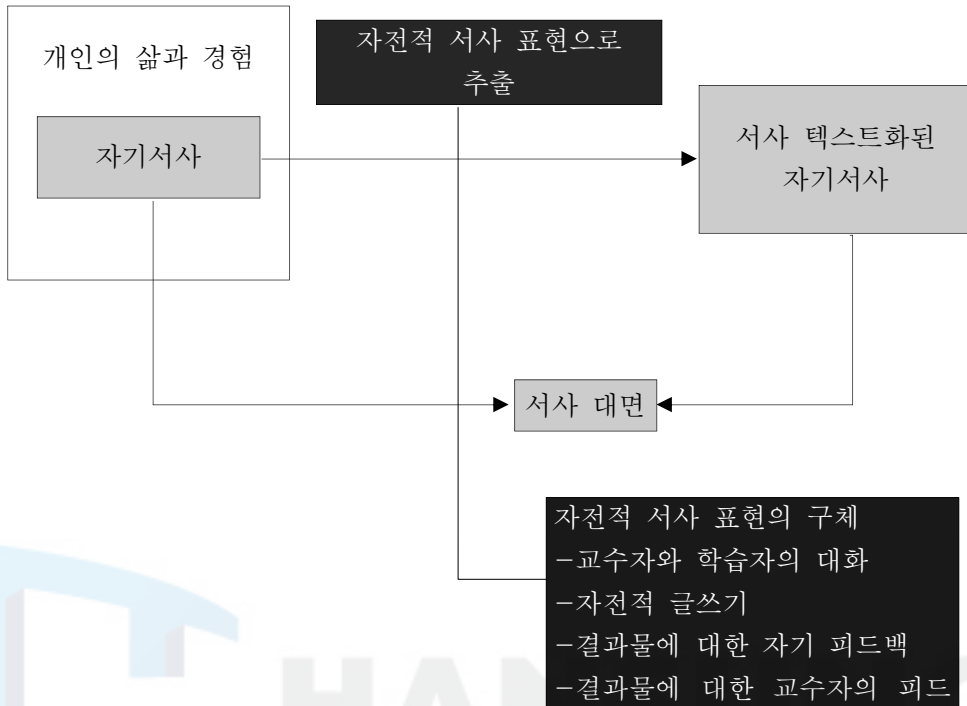 개인의 삶과 경험
자전적 서사 표현으로
추출
자기서사
서사 텍스트화된
자기서사
서사 대면
자전적 서사 표현의 구체
-교수자와 학습자의 대화
-자전적 글쓰기
-결과물에 대한 자기 피드백
-결과물에 대한 교수자의 피드